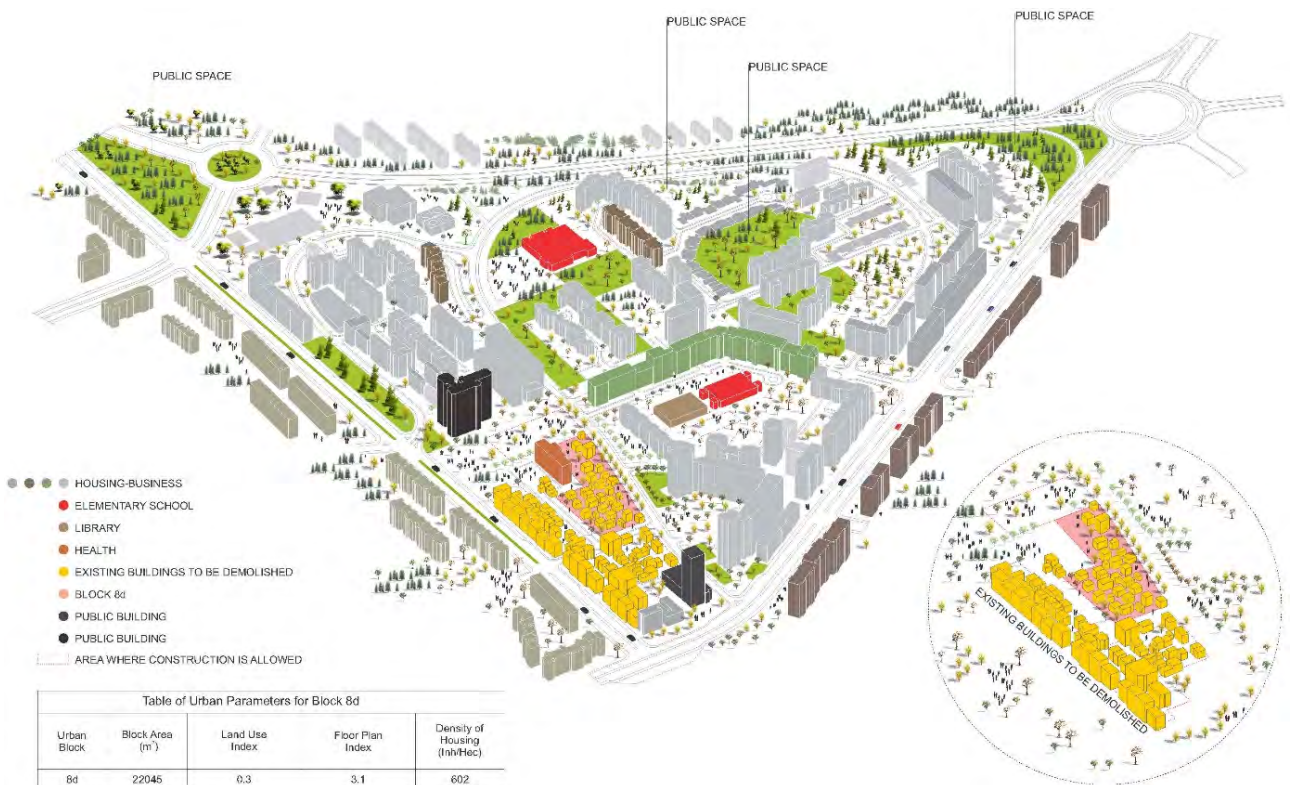 PUBLIC SPACE
PUBLIC SPACE
PUBLIC SPACE
PUBLIC SPACE
HOUSING-BUSINESS
ELEMENTARY SCHOOL
LIBRARY
HEALTH
EXISTING BUILDINGS TO BE DEMOLISHED
BLOCK 8d
PUBLIC BUILDING
PUBLIC BUILDING
AREA WHERE CONSTRUCTION IS ALLOWED
EXISTING BUILDINGS TO BE DEMOLISHED
Table of Urban Parameters for Block 8d
Urban Block
Block Area (m²)
Land Use Index
Floor Plan Index
Density of Housing (Inh/Hec)
8d 22045 0.3 3.1 602